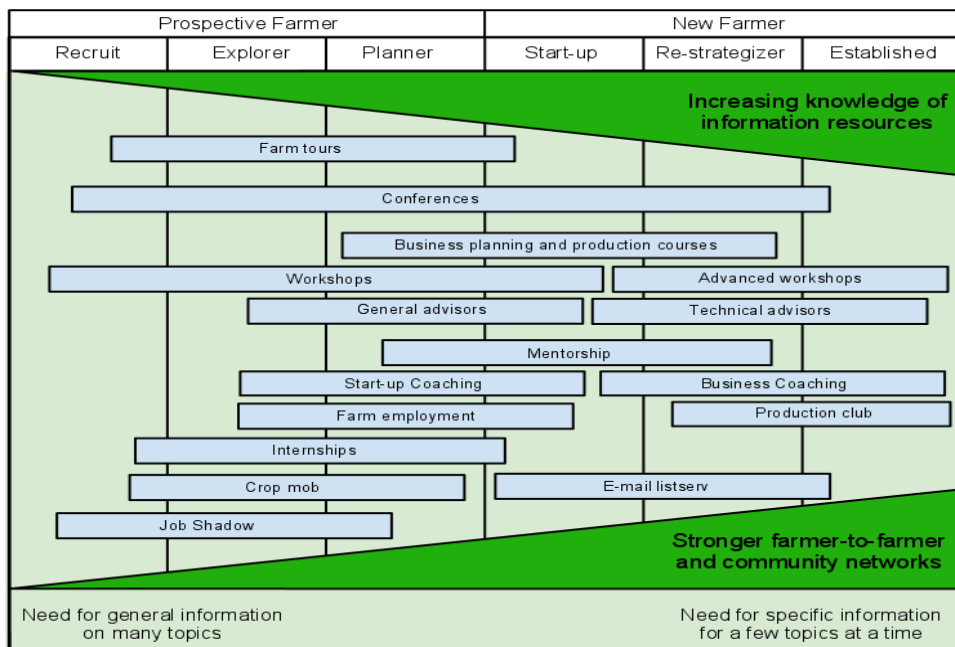 Prospective Farmer
New Farmer
Recruit
Explorer
Planner
Start-up
Re-strategizer
Established
Increasing knowledge of
information resources
Farm tours
Conferences
Business planning and production courses
Workshops
Advanced workshops
General advisors
Technical advisors
Mentorship
Start-up Coaching
Business Coaching
Farm employment
Production club
Internships
Crop mob
E-mail listserv
Job Shadow
Stronger farmer-to-farmer
and community networks
Need for general information
on many topics
Need for specific information
for a few topics at a time